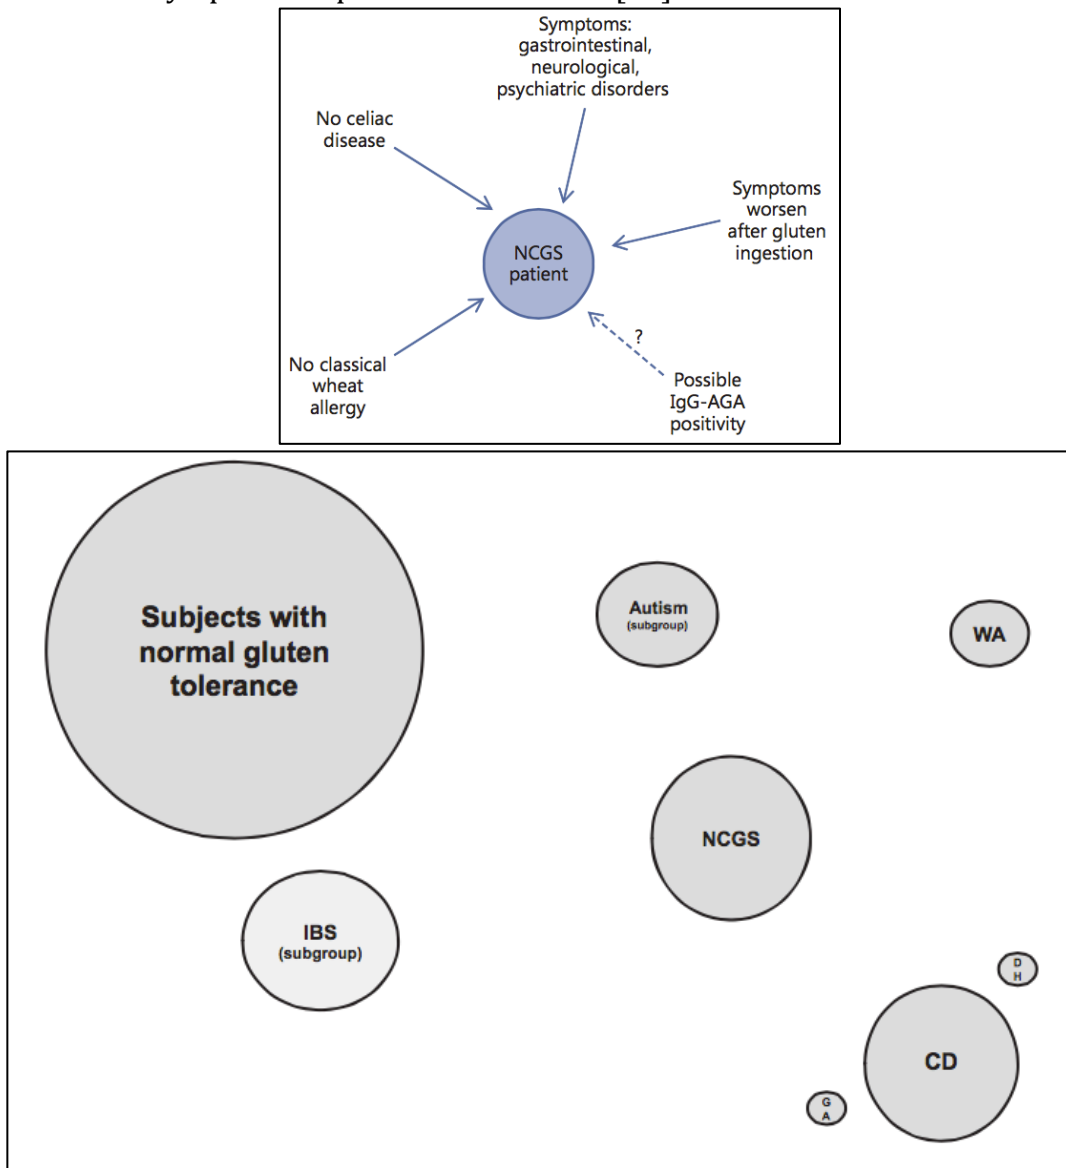 Symptoms:
gastrointestinal,
neurological,
psychiatric disorders
No celiac
disease
Symptoms
worsen
after gluten
ingestion
NCGS
patient
?
No classical
wheat
allergy
Possible
IgG-AGA
positivity
Subjects with
normal gluten
tolerance
Autism
(subgroup)
WA
NCGS
IBS
(subgroup)
D
H
CD
G
A